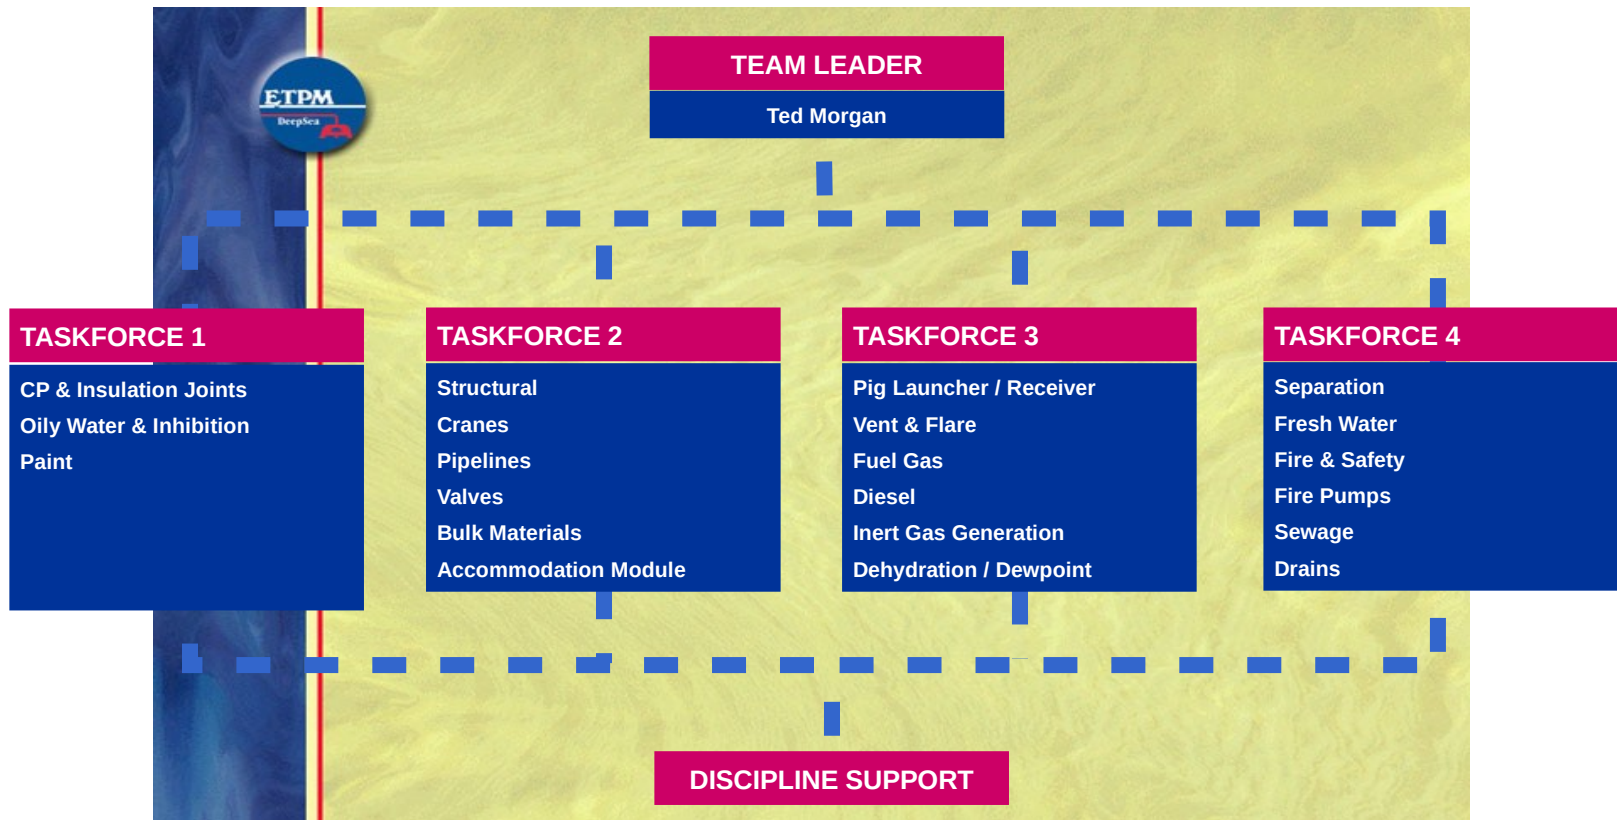 ETPM
DeepSea
TEAM LEADER
Ted Morgan
TASKFORCE 1
CP & Insulation Joints
Oily Water & Inhibition
Paint
TASKFORCE 2
Structural
Cranes
Pipelines
Valves
Bulk Materials
Accommodation Module
TASKFORCE 3
Pig Launcher / Receiver
Vent & Flare
Fuel Gas
Diesel
Inert Gas Generation
Dehydration / Dewpoint
TASKFORCE 4
Separation
Fresh Water
Fire & Safety
Fire Pumps
Sewage
Drains
DISCIPLINE SUPPORT